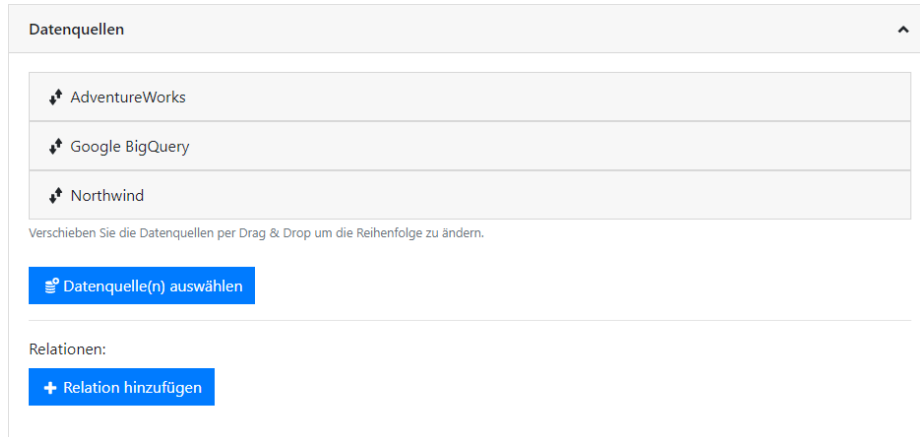 Datenquellen
AdventureWorks
Google BigQuery
Northwind
Verschieben Sie die Datenquellen per Drag & Drop um die Reihenfolge zu ändern.
Datenquelle(n) auswählen
Relationen:
Relation hinzufügen